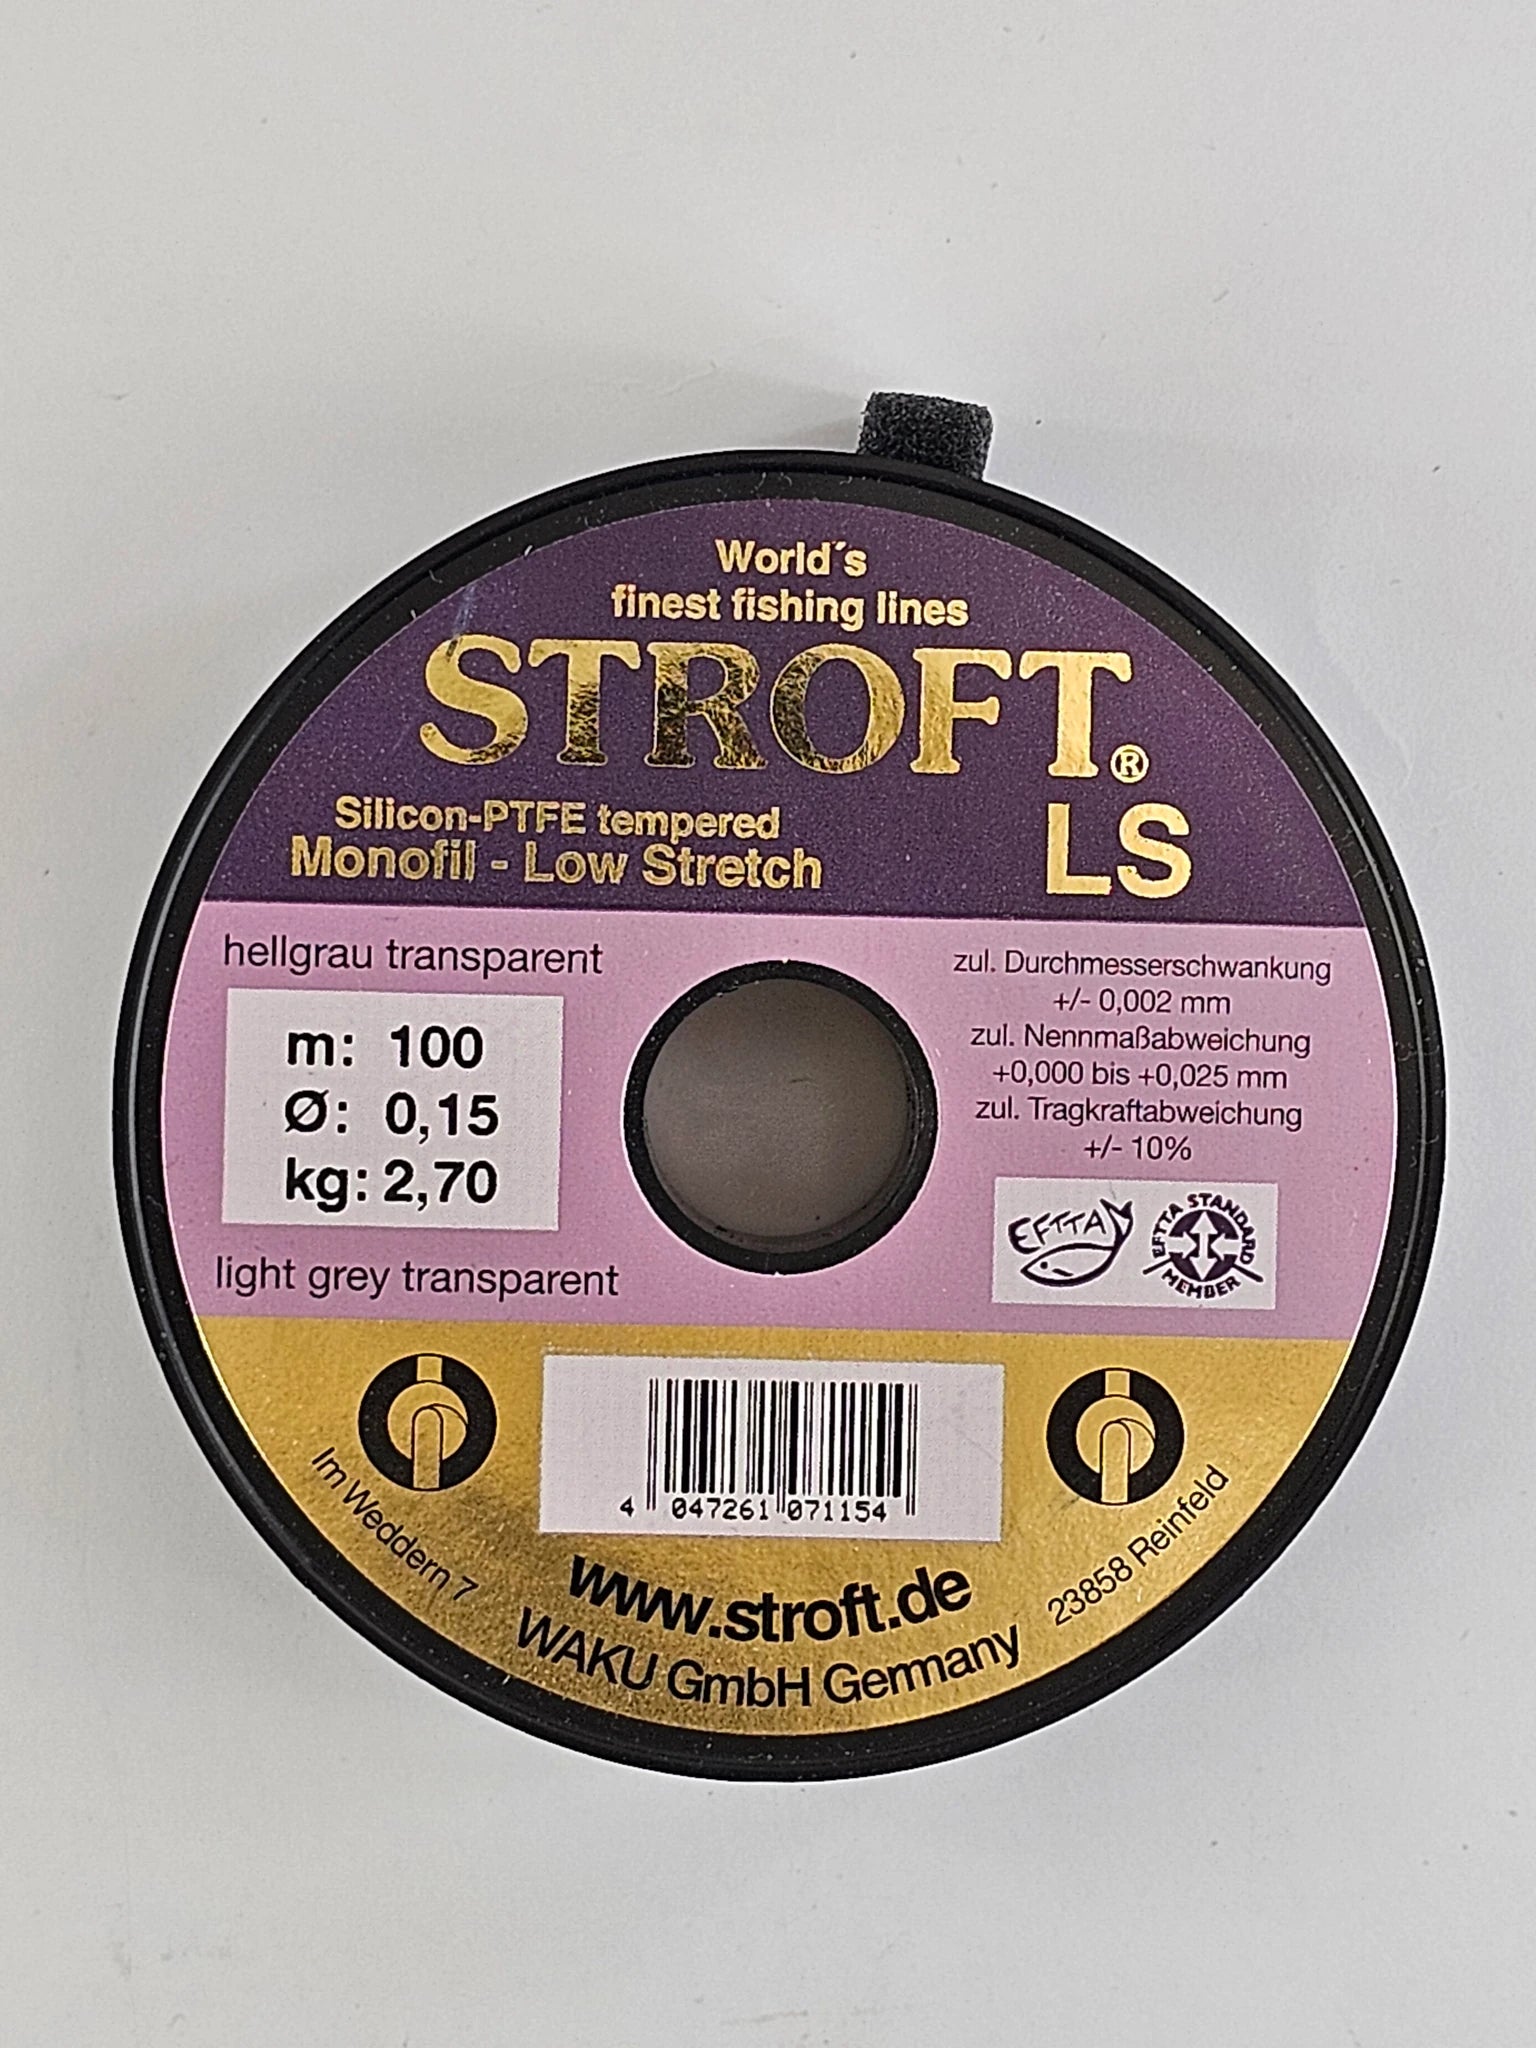 World´s
finest fishing lines
STROFT®
LS
Silicon-PTFE tempered
Monofil - Low Stretch
hellgrau transparent
m: 100
Ø: 0,15
kg: 2,70
light grey transparent
zul. Durchmesserschwankung
+/- 0,002 mm
zul. Nennmaßabweichung
+0,000 bis +0,025 mm
zul. Tragkraftabweichung
+/- 10%
EFTTA
EFTTA STANDARD
MEMBER
4 047261 071154
www.stroft.de
Im Weddern 7
WAKU GmbH Germany
23858 Reinfeld